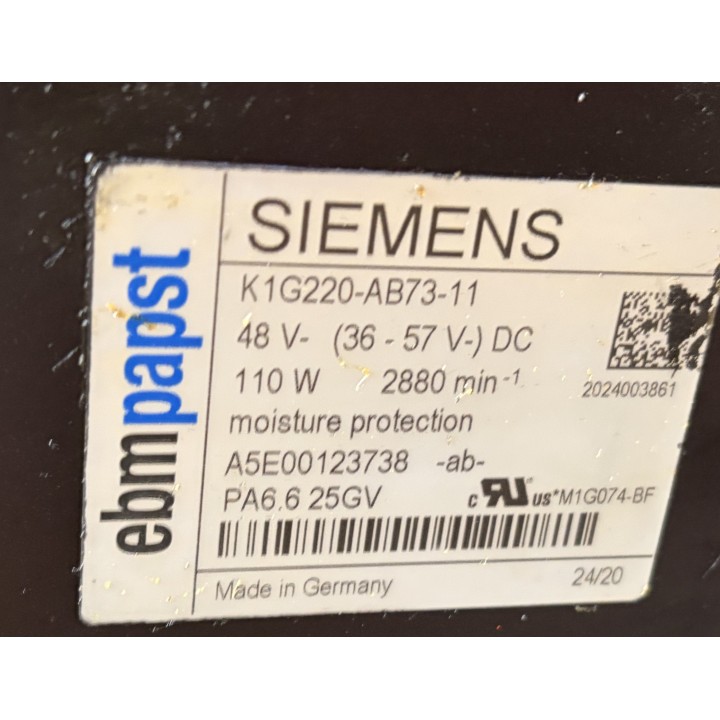 ebmpapst
SIEMENS
K1G220-AB73-11
48 V- (36 - 57 V-) DC
110 W 2880 min-1
2024003861
moisture protection
A5E00123738 -ab-
PA6.6 25GV c RU us*M1G074-BF
Made in Germany 24/20